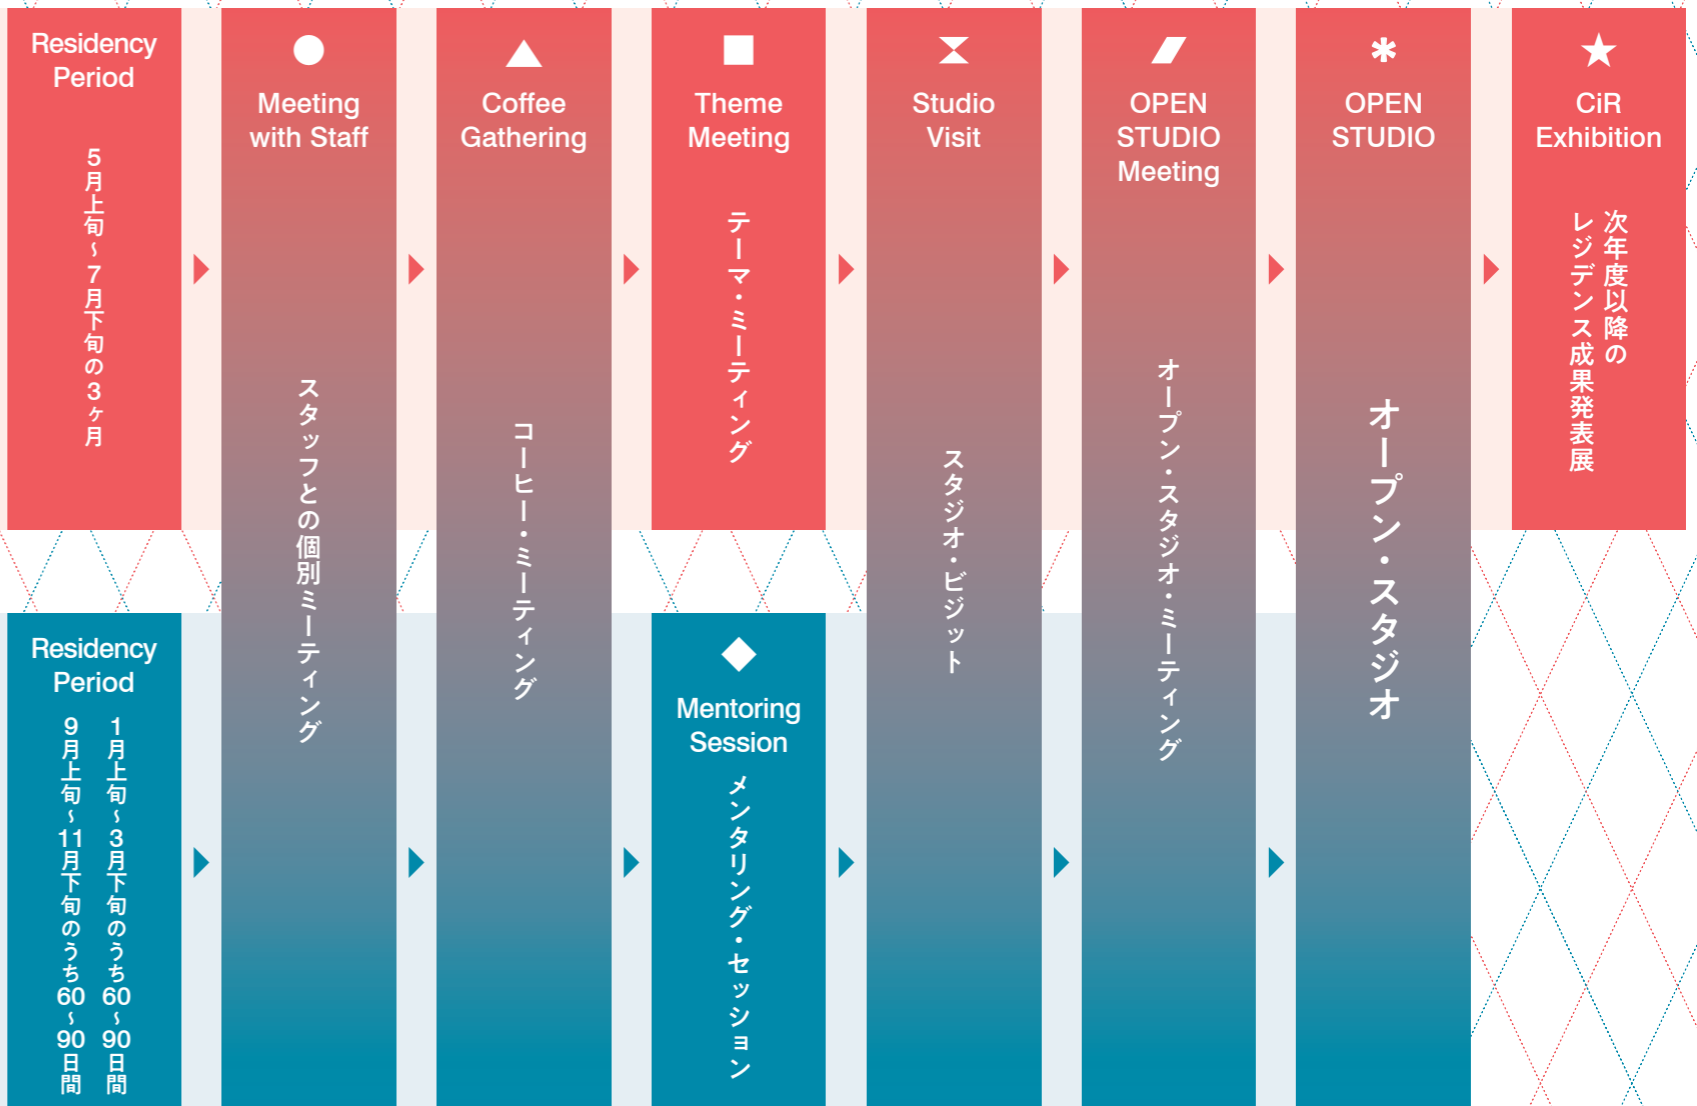 Residency
Period
5月上旬〜7月下旬の3ヶ月
Meeting
with Staff
スタッフとの個別ミーティング
Coffee
Gathering
コーヒー・ミーティング
Theme
Meeting
テーマ・ミーティング
Studio
Visit
スタジオ・ビジット
OPEN
STUDIO
Meeting
オープン・スタジオ・ミーティング
OPEN
STUDIO
オープン・スタジオ
CiR
Exhibition
次年度以降の
レジデンス成果発表展
Residency
Period
1月上旬〜3月下旬のうち60〜90日間
9月上旬〜11月下旬のうち60〜90日間
Mentoring
Session
メンタリング・セッション